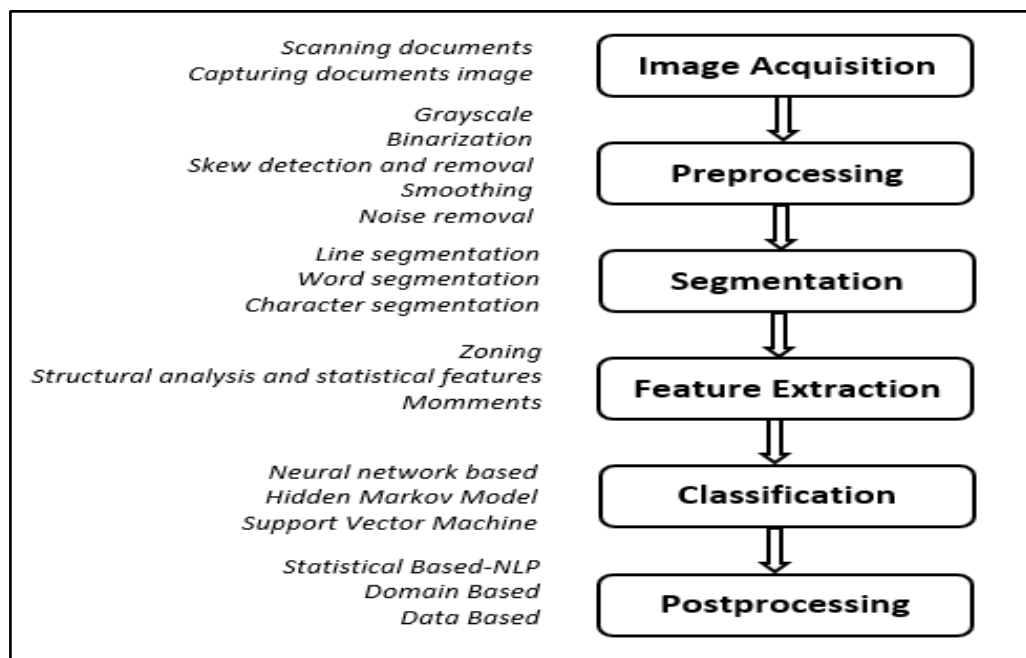 Scanning documents
Capturing documents image
Image Acquisition
Grayscale
Binarization
Skew detection and removal
Smoothing
Noise removal
Preprocessing
Line segmentation
Word segmentation
Character segmentation
Segmentation
Zoning
Structural analysis and statistical features
Momments
Feature Extraction
Neural network based
Hidden Markov Model
Support Vector Machine
Classification
Statistical Based-NLP
Domain Based
Data Based
Postprocessing